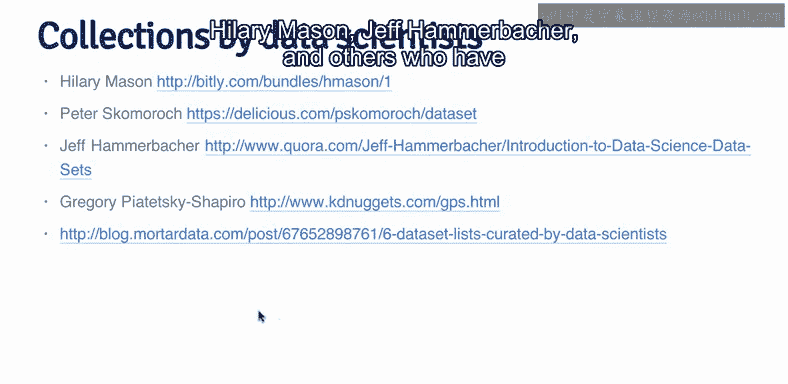 Collections by data scientists
Hilary Mason, Jeff Hammerbacher,
and others who have
· Hilary Mason http://bitly.com/bundles/hmason/1
· Peter Skomoroch https://delicious.com/pskomoroch/dataset
· Jeff Hammerbacher http://www.quora.com/Jeff-Hammerbacher/Introduction-to-Data-Science-Data-
Sets
· Gregory Piatetsky-Shapiro http://www.kdnuggets.com/gps.html
· http://blog.mortardata.com/post/67652898761/6-dataset-lists-curated-by-data-scientists